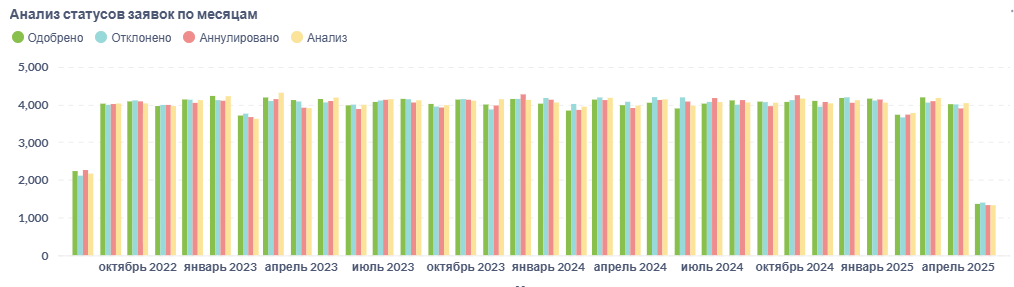 Анализ статусов заявок по месяцам
Одобрено Отклонено Аннулировано Анализ
5,000
4,000
3,000
2,000
1,000
0
октябрь 2022 январь 2023 апрель 2023 июль 2023 октябрь 2023 январь 2024 апрель 2024 июль 2024 октябрь 2024 январь 2025 апрель 2025